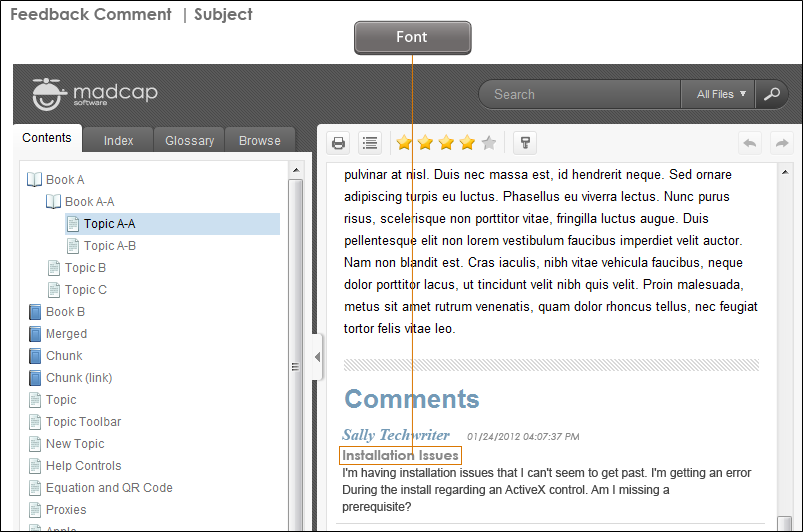 Feedback Comment | Subject
Font
madcap
software
Search
All Files
Contents
Index
Glossary
Browse
Book A
Book A-A
Topic A-A
Topic A-B
Topic B
Topic C
Book B
Merged
Chunk
Chunk (link)
Topic
Topic Toolbar
New Topic
Help Controls
Equation and QR Code
Proxies
pulvinar at nisl. Duis nec massa est, id hendrerit neque. Sed ornare
adipiscing turpis eu luctus. Phasellus eu viverra lectus. Nunc purus
risus, scelerisque non porttitor vitae, fringilla luctus augue. Duis
pellentesque elit non lorem vestibulum faucibus imperdiet velit auctor.
Nam non blandit est. Cras iaculis, nibh vitae vehicula faucibus, neque
dolor porttitor lacus, ut tincidunt velit nibh quis velit. Proin malesuada,
metus sit amet rutrum venenatis, quam dolor rhoncus tellus, nec feugiat
tortor felis vitae leo.
Comments
Sally Techwriter 01/24/2012 04:07:37 PM
Installation Issues
I'm having installation issues that I can't seem to get past. I'm getting an error
During the install regarding an ActiveX control. Am I missing a
prerequisite?